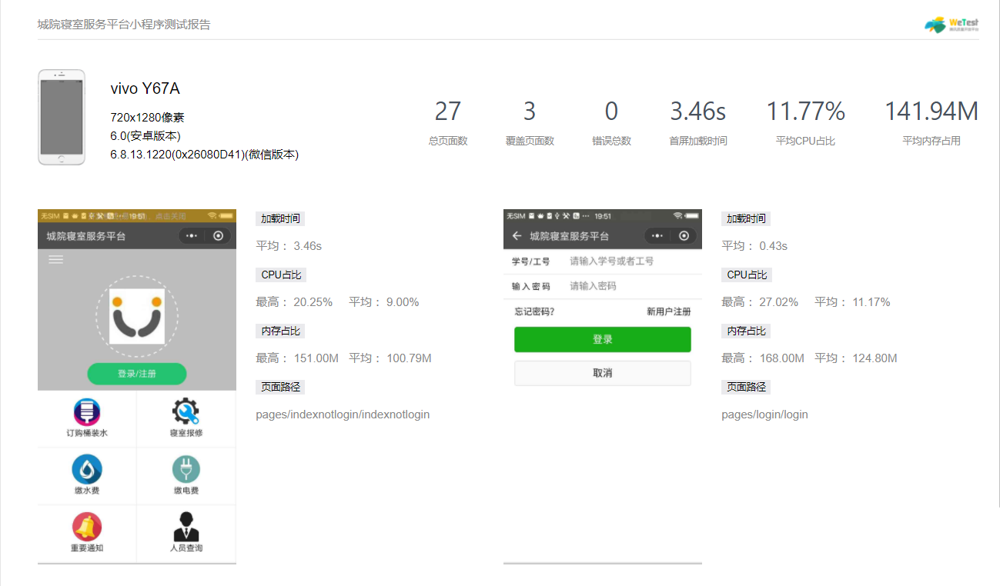 城院寝室服务平台小程序测试报告
WeTest
vivo Y67A
720x1280像素
6.0(安卓版本)
6.8.13.1220(0x26080D41)(微信版本)
27
总页面数
3
覆盖页面数
0
错误总数
3.46s
首屏加载时间
11.77%
平均CPU占比
141.94M
平均内存占用
无SIM
19:51
点击关闭
城院寝室服务平台
登录/注册
订购桶装水
寝室报修
缴水费
缴电费
重要通知
人员查询
加载时间
平均： 3.46s
CPU占比
最高： 20.25% 平均： 9.00%
内存占比
最高： 151.00M 平均： 100.79M
页面路径
pages/indexnotlogin/indexnotlogin
无SIM
19:51
城院寝室服务平台
学号/工号 请输入学号或者工号
输入密码 请输入密码
忘记密码? 新用户注册
登录
取消
加载时间
平均： 0.43s
CPU占比
最高： 27.02% 平均： 11.17%
内存占比
最高： 168.00M 平均： 124.80M
页面路径
pages/login/login